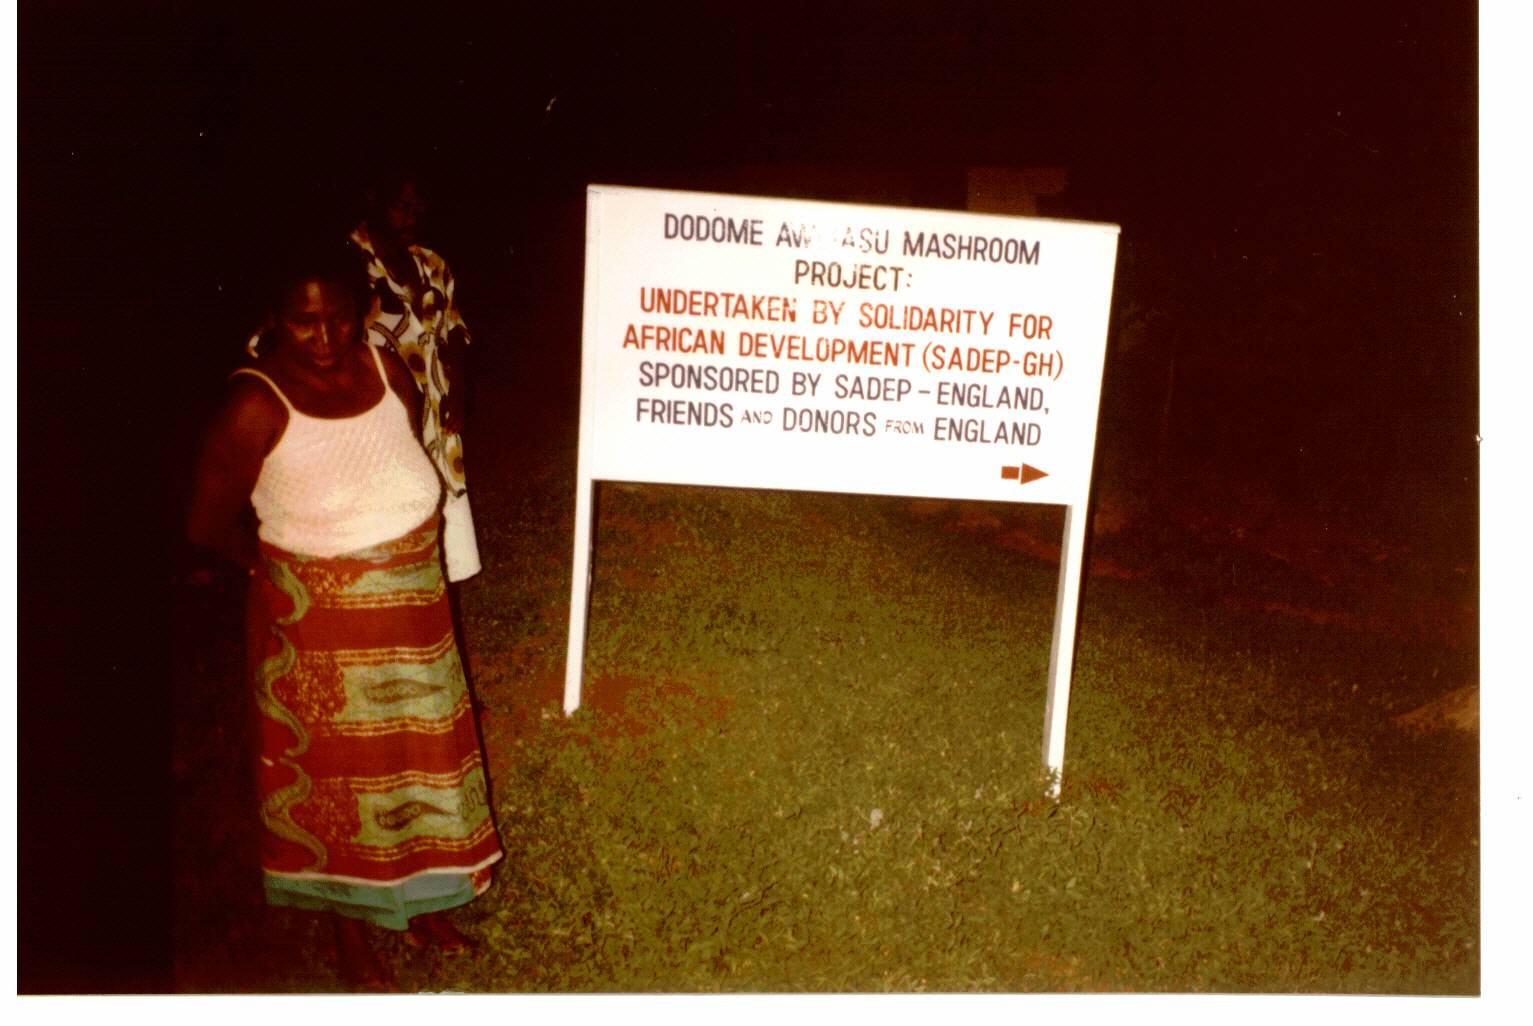 DODOME MASHROOM
PROJECT:
UNDERTAKEN BY SOLIDARITY FOR
AFRICAN DEVELOPMENT (SADEP-GH)
SPONSORED BY SADEP - ENGLAND,
FRIENDS AND DONORS FROM ENGLAND